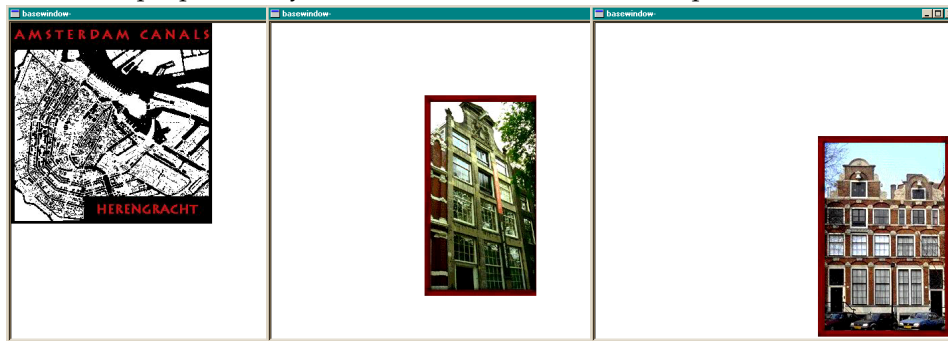 basewindow-
basewindow-
basewindow-
AMSTERDAM CANALS
HERENGRACHT